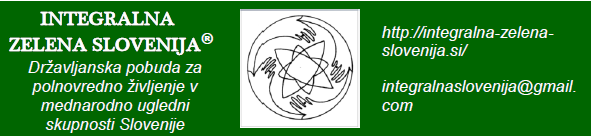 INTEGRALNA
ZELENA SLOVENIJA®
Državljanska pobuda za
polnovredno življenje v
mednarodno ugledni
skupnosti Slovenije
http://integralna-zelena-
slovenija.si/
integralnaslovenija@gmail.
com